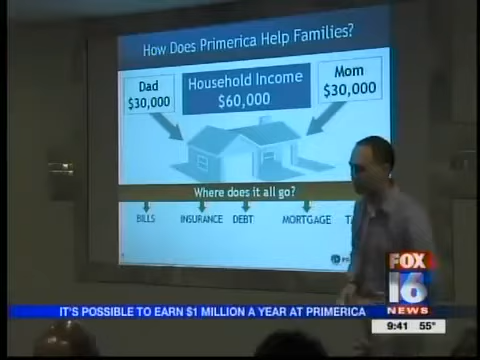 How Does Primerica Help Families?
Dad
$30,000
Household Income
$60,000
Mom
$30,000
Where does it all go?
BILLS
INSURANCE
DEBT
MORTGAGE
FOX
16
NEWS
IT'S POSSIBLE TO EARN $1 MILLION A YEAR AT PRIMERICA
9:41 55°